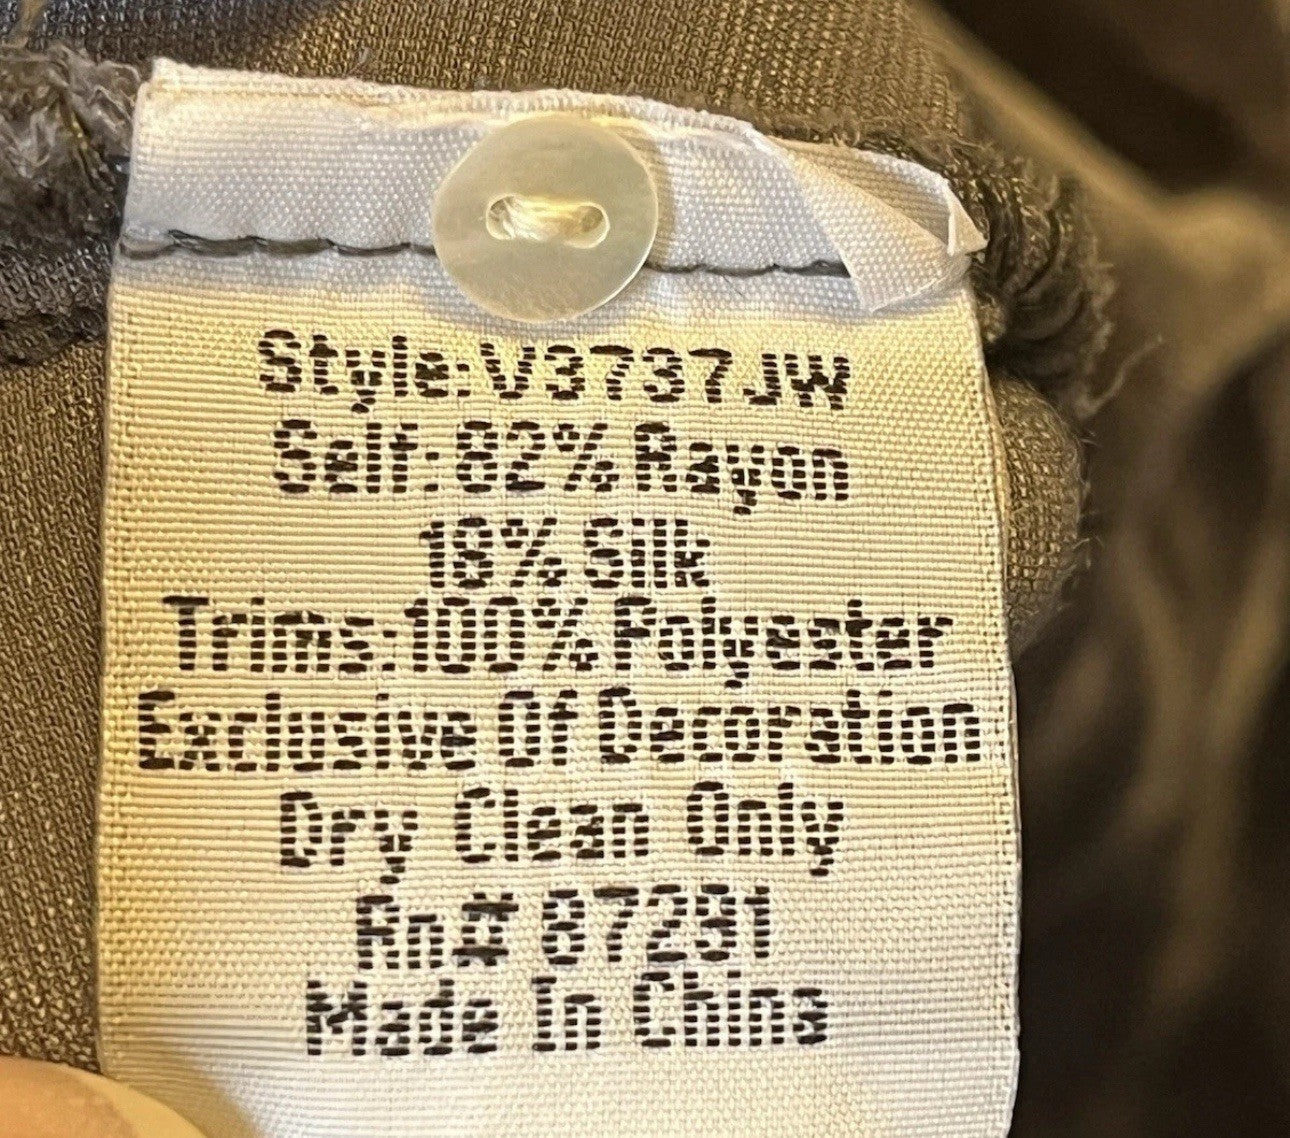 Style:V3737JW
Self:82% Rayon
18% Silk
Trims:100% Polyester
Exclusive Of Decoration
Dry Clean Only
Rn# 87291
Made In China